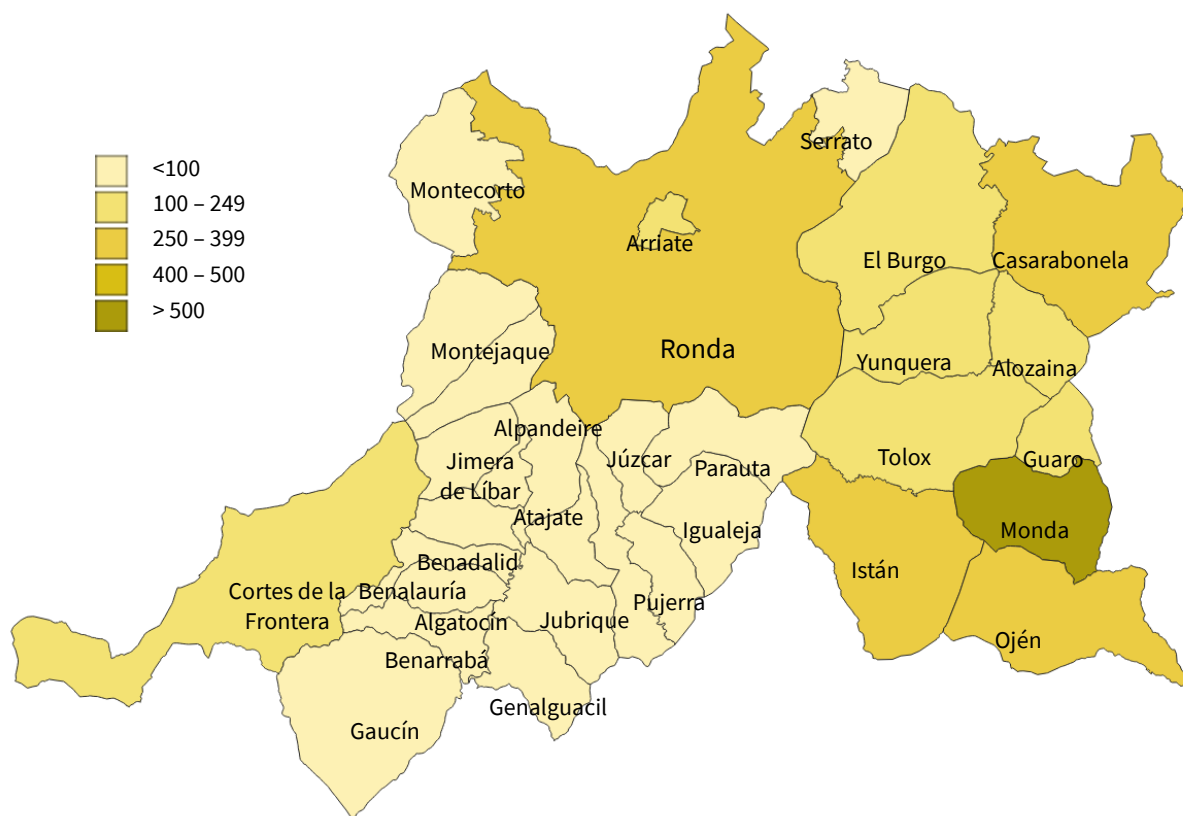 <100
100 – 249
250 – 399
400 – 500
> 500
Serrato
Montecorto
Arriate
El Burgo
Casarabonela
Montejaque
Ronda
Yunquera
Alozaina
Alpandeire
Jimera
de Líbar
Júzcar
Parauta
Tolox
Guaro
Atajate
Igualeja
Monda
Benadalid
Istán
Cortes de la
Frontera
Benalauría
Pujerra
Algatocín
Jubrique
Ojén
Benarrabá
Genalguacil
Gaucín